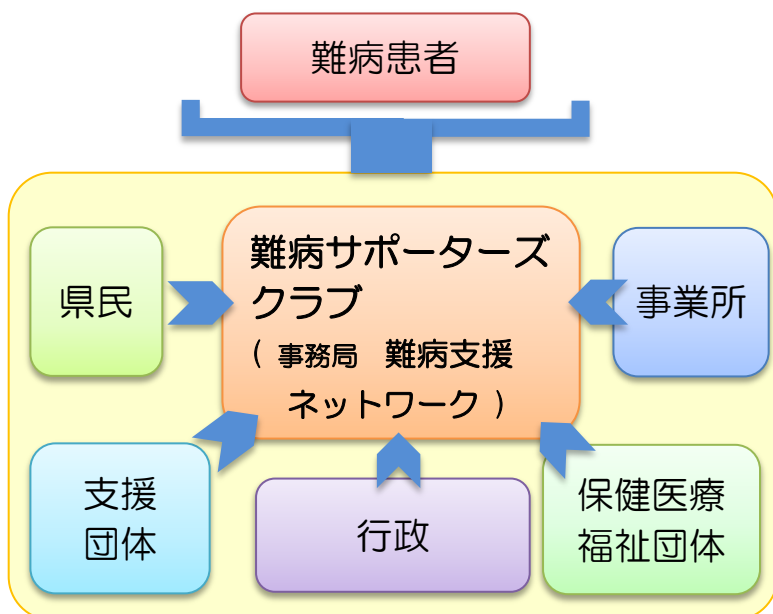 難病患者
難病サポーターズ
クラブ
( 事務局 難病支援
ネットワーク )
県民
事業所
支援
団体
行政
保健医療
福祉団体